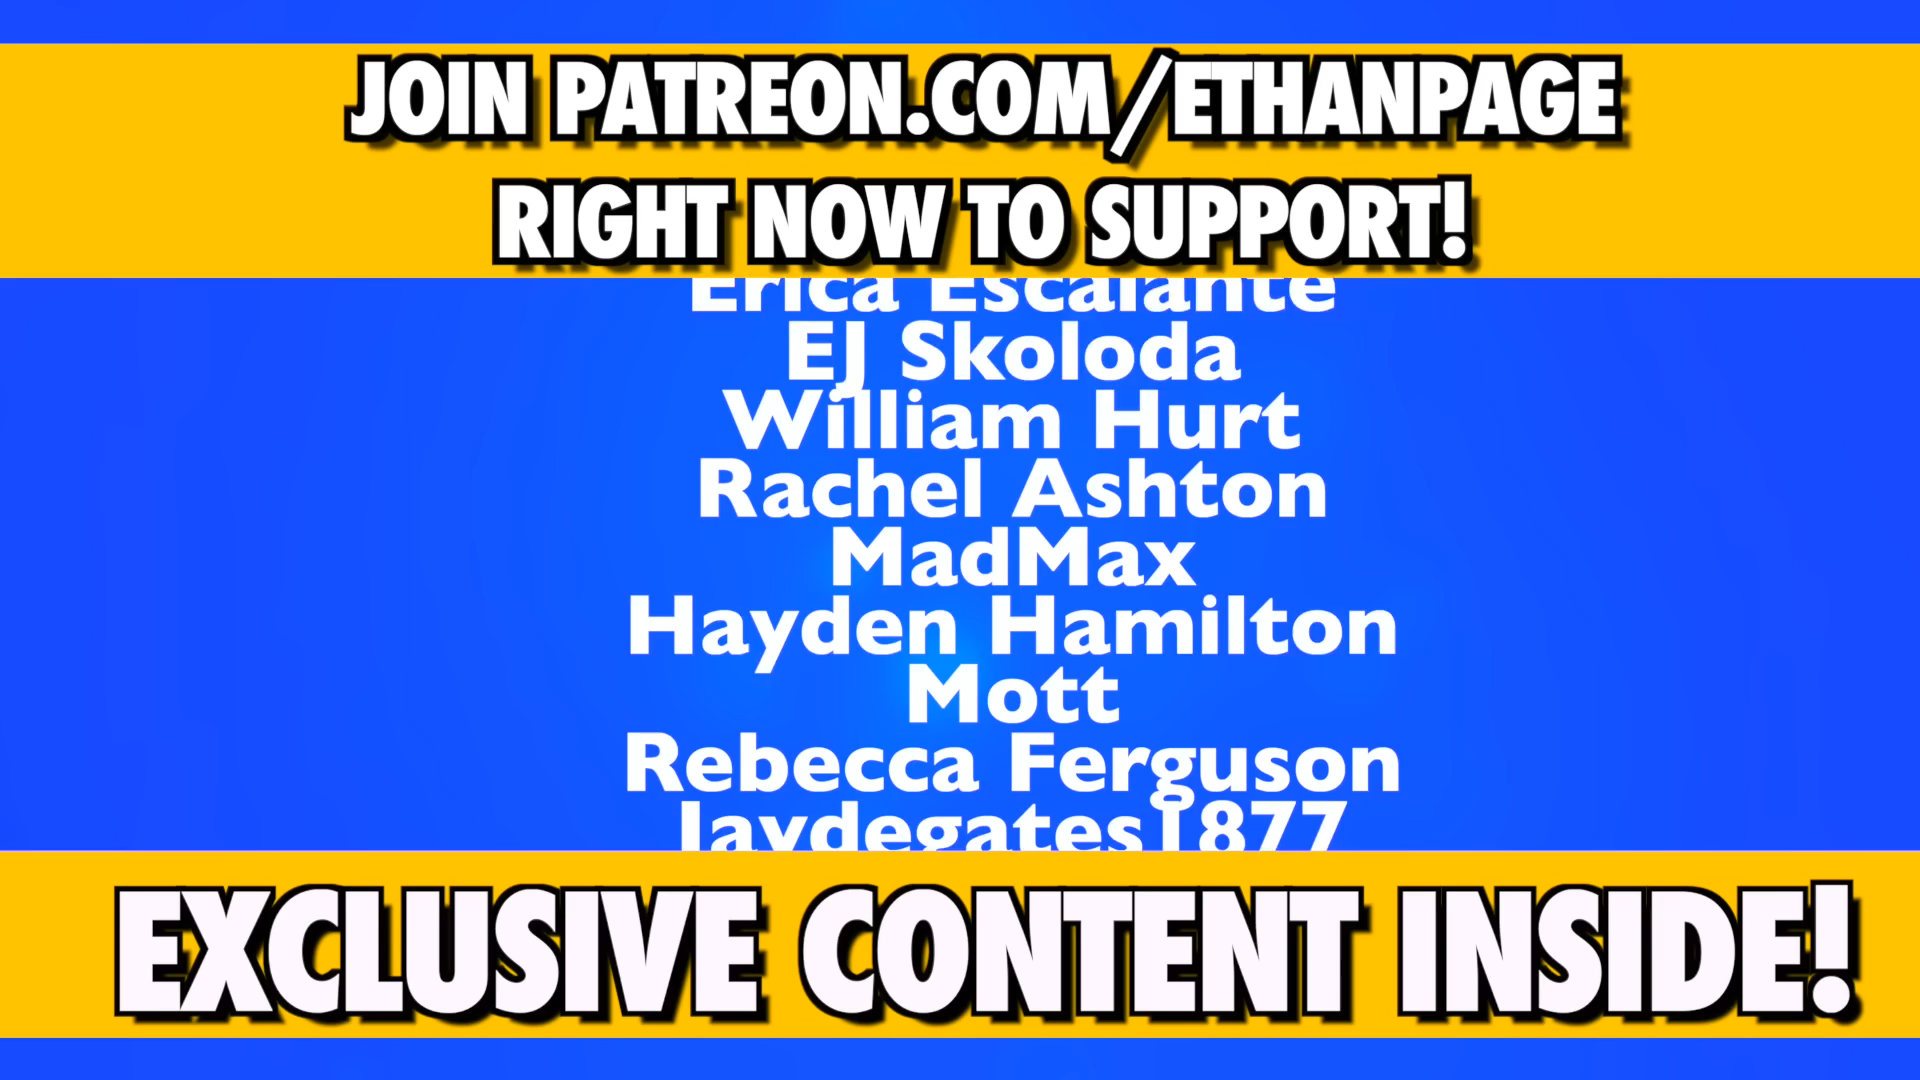 JOIN PATREON.COM/ETHANPAGE
RIGHT NOW TO SUPPORT!
Erica Escalante
EJ Skoloda
William Hurt
Rachel Ashton
MadMax
Hayden Hamilton
Mott
Rebecca Ferguson
Jaydegates1877
EXCLUSIVE CONTENT INSIDE!